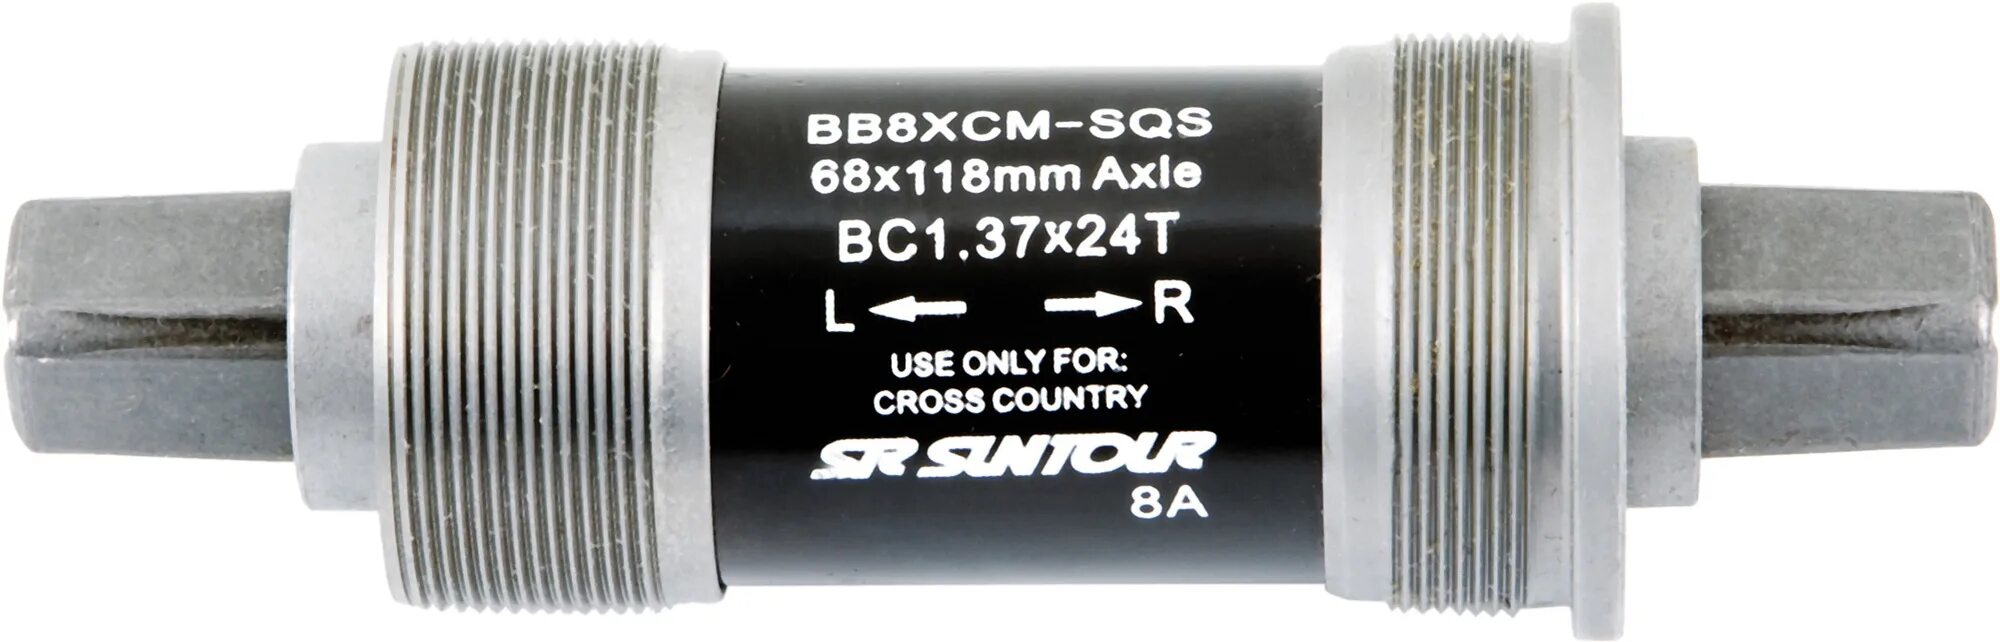 BB8XCM-SQS
68x118mm Axle
BC1.37x24T
L R
USE ONLY FOR:
CROSS COUNTRY
SR SUNTOUR
8A